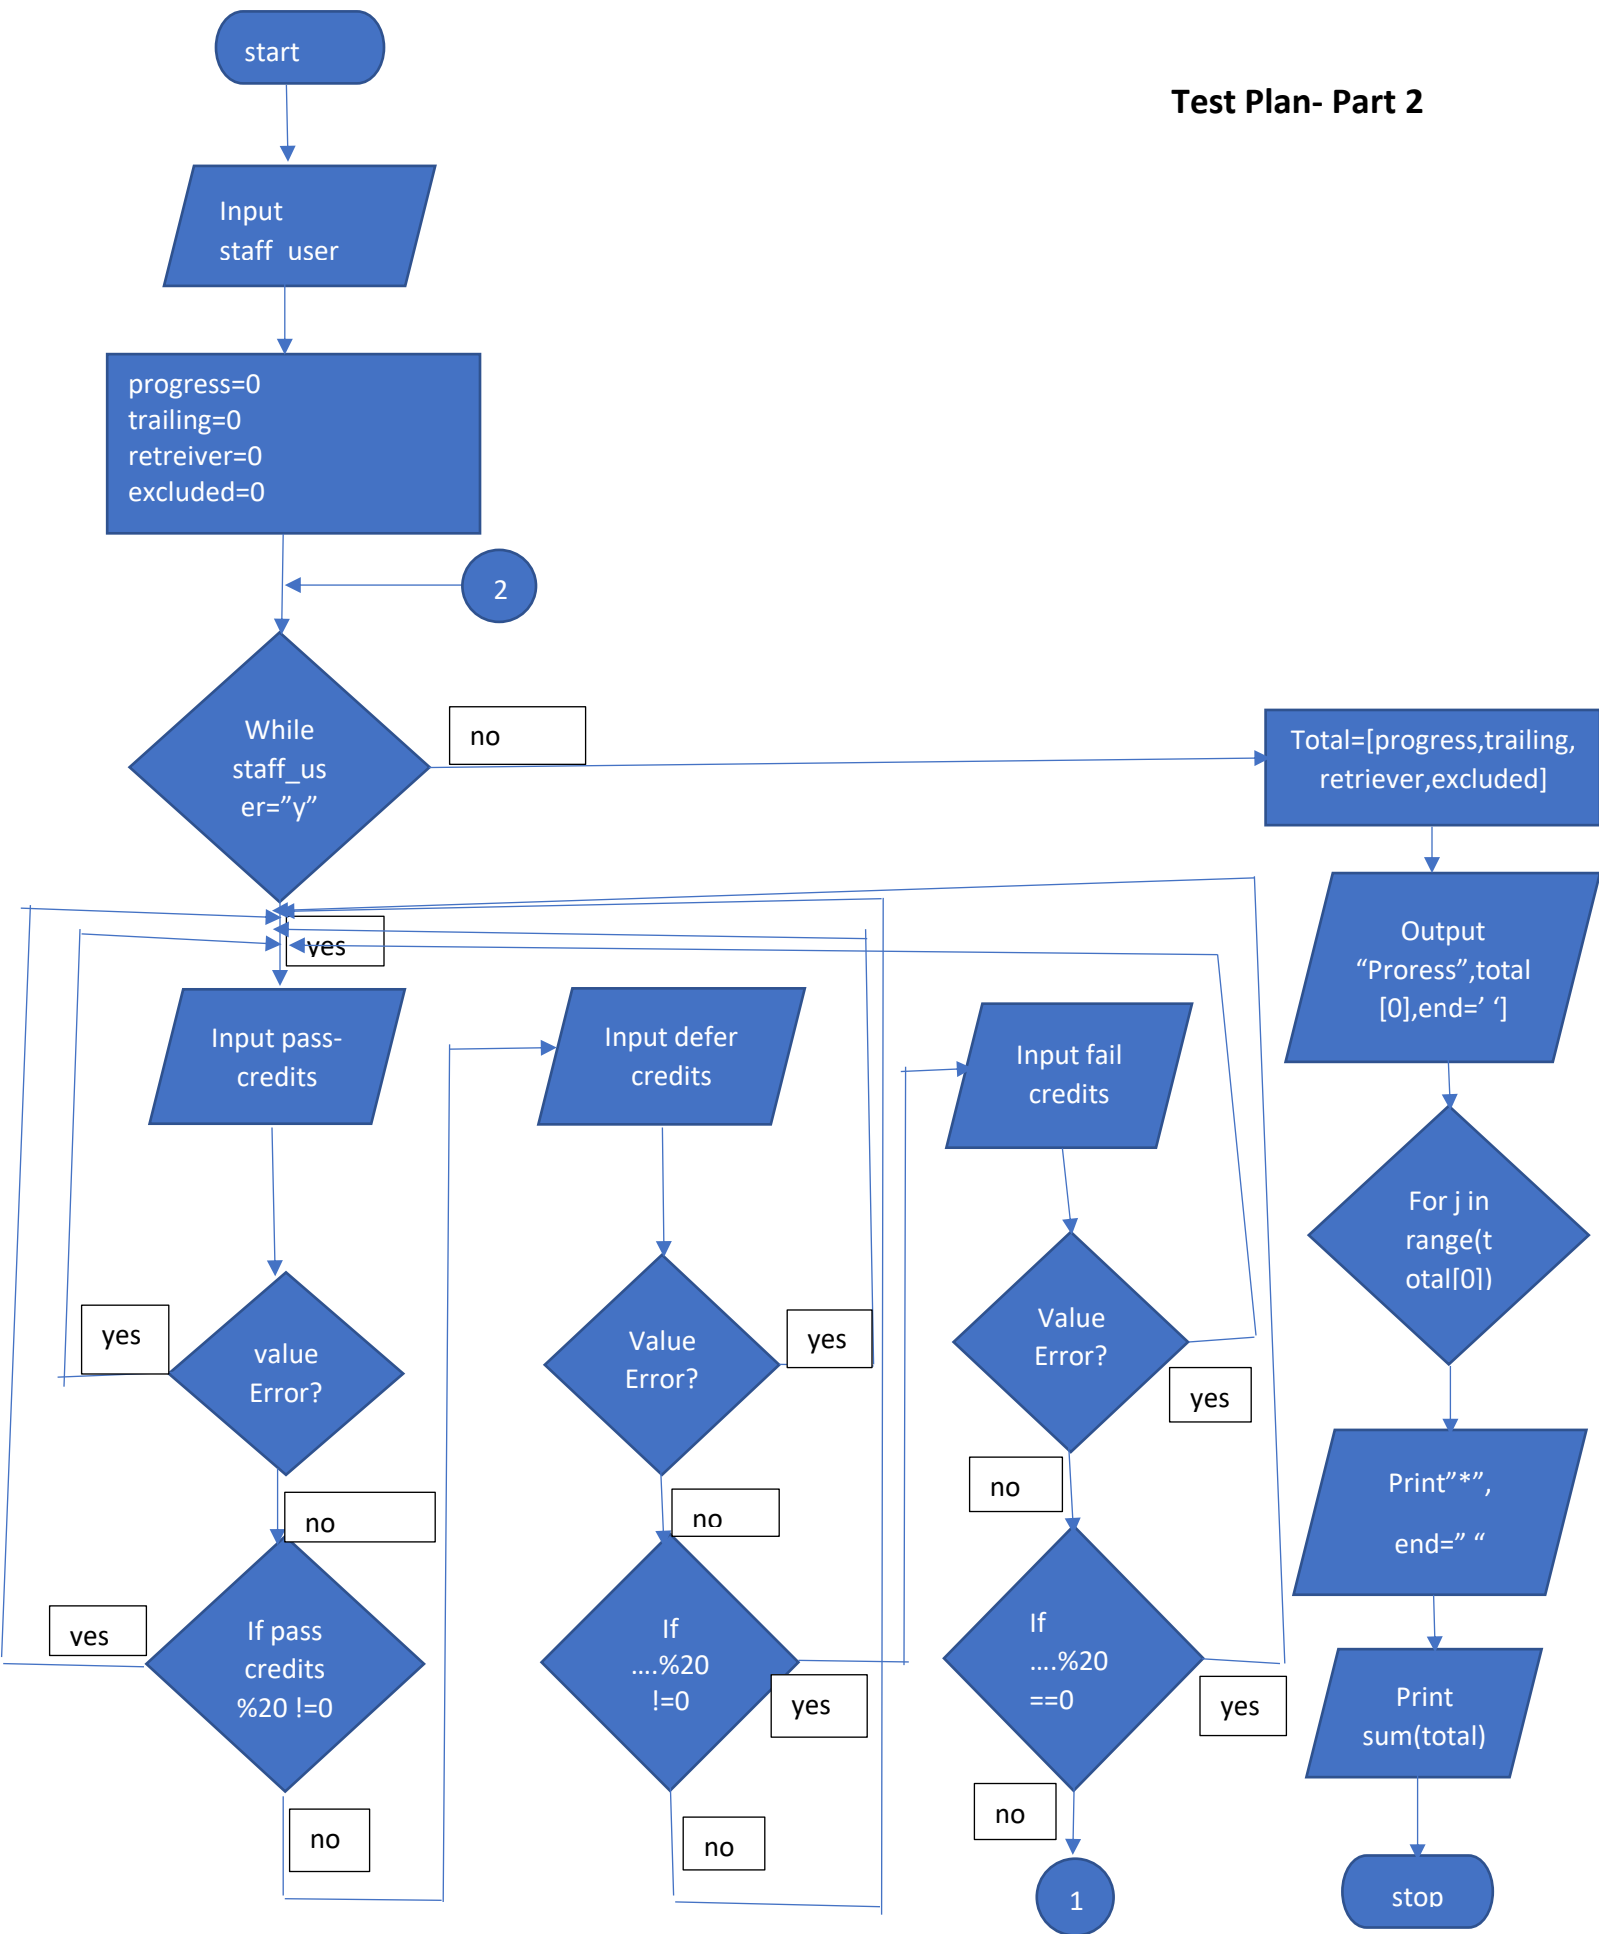 start
Test Plan- Part 2
Input
staff_user
progress=0
trailing=0
retreiver=0
excluded=0
2
While
staff_us
er=”y”
no
Total=[progress,trailing,
retriever,excluded]
yes
Output
“Proress”,total
[0],end=’ ‘]
Input pass-
credits
Input defer
credits
Input fail
credits
For j in
range(t
otal[0])
yes
value
Error?
Value
Error?
yes
Value
Error?
yes
no
no
no
Print”*”,
end=” “
yes
If pass
credits
%20 !=0
If
....%20
!=0
yes
If
....%20
==0
yes
Print
sum(total)
no
no
no
1
stop